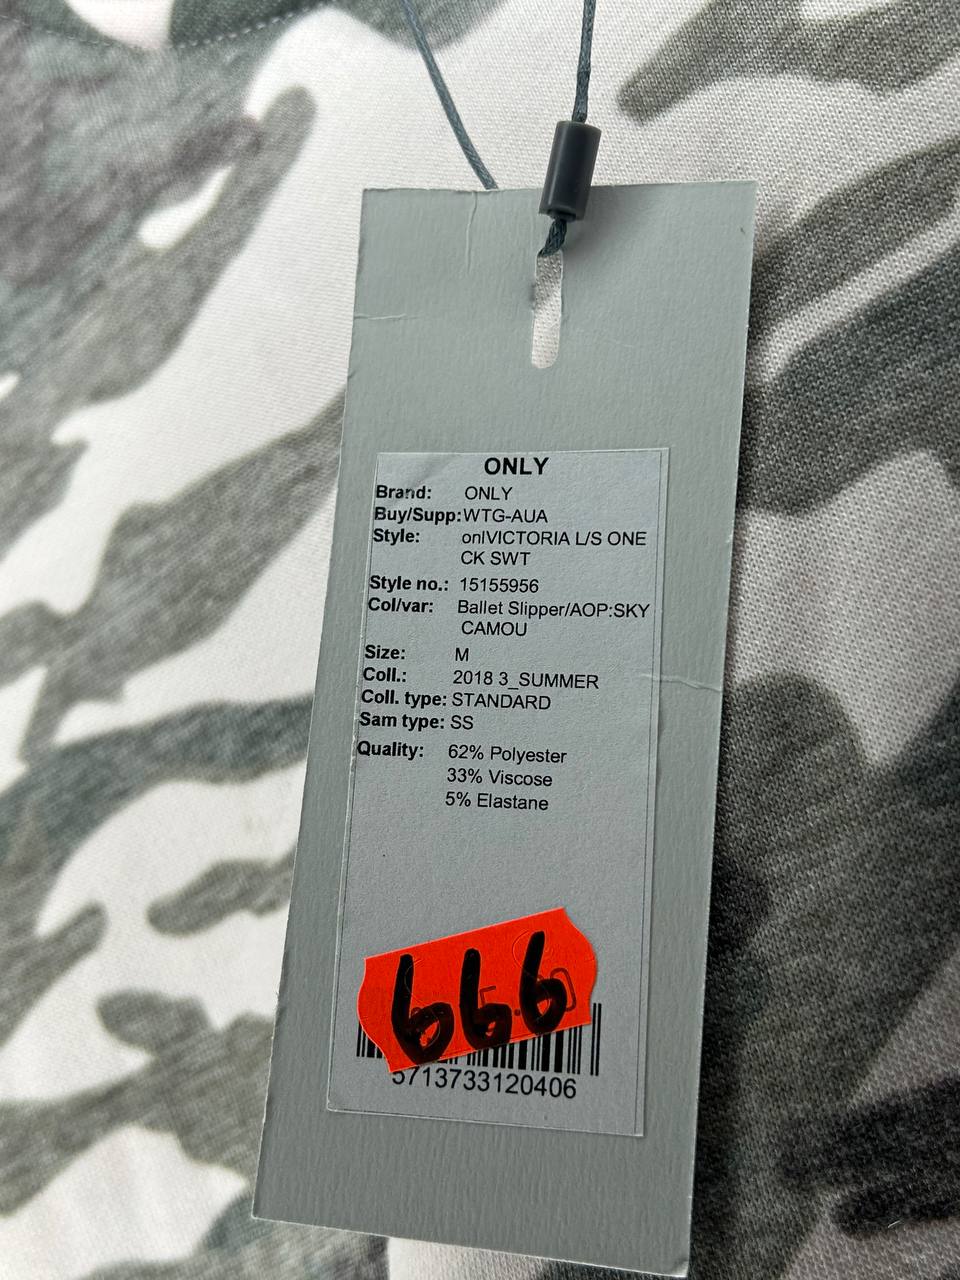 ONLY
Brand: ONLY
Buy/Supp: WTG-AUA
Style: onlVICTORIA L/S ONE
CK SWT
Style no.: 15155956
Col/var: Ballet Slipper/AOP:SKY
CAMOU
Size: M
Coll.: 2018 3_SUMMER
Coll. type: STANDARD
Sam type: SS
Quality: 62% Polyester
33% Viscose
5% Elastane
666
5713733120406